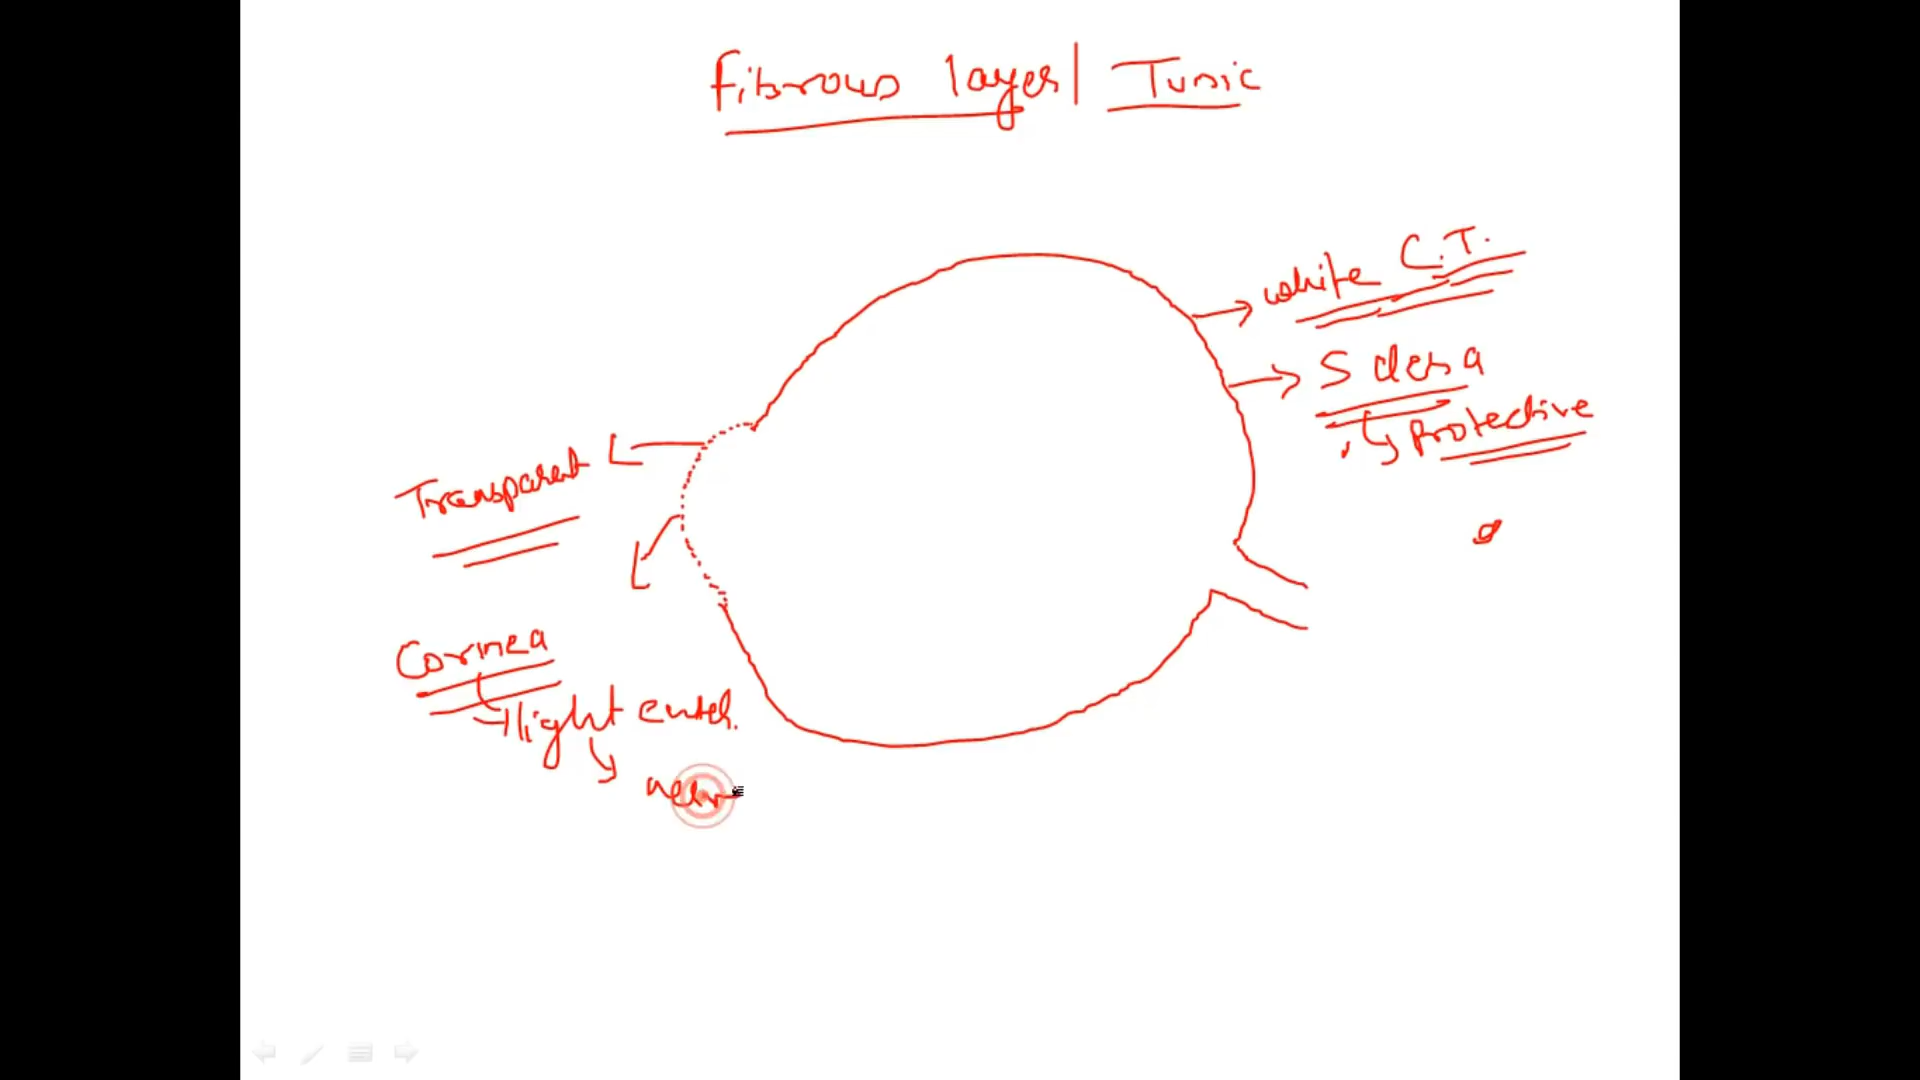 Fibrous layer | Tunic
white C.T.
Sclera
Protective
Transparent
Cornea
light enter.